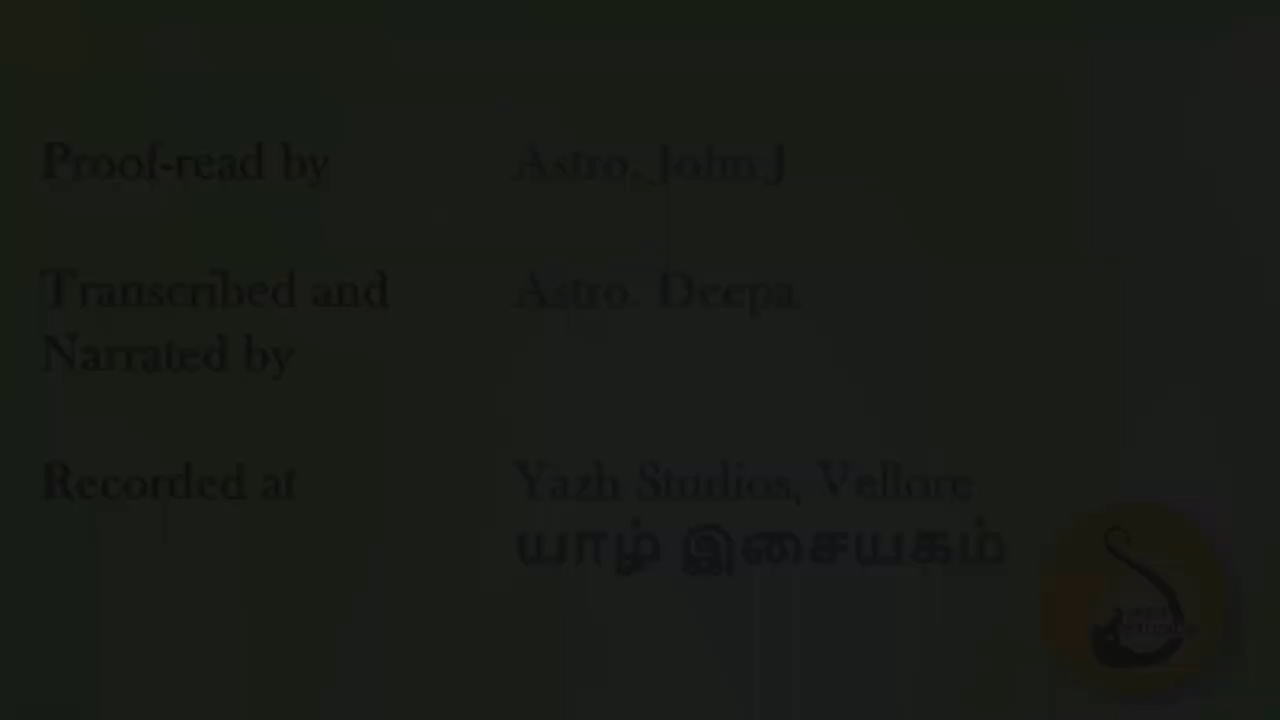 Proof-read by Astro. John J
Transcribed and Astro. Deepa
Narrated by
Recorded at Yazh Studios, Vellore
யாழ் இசையகம்